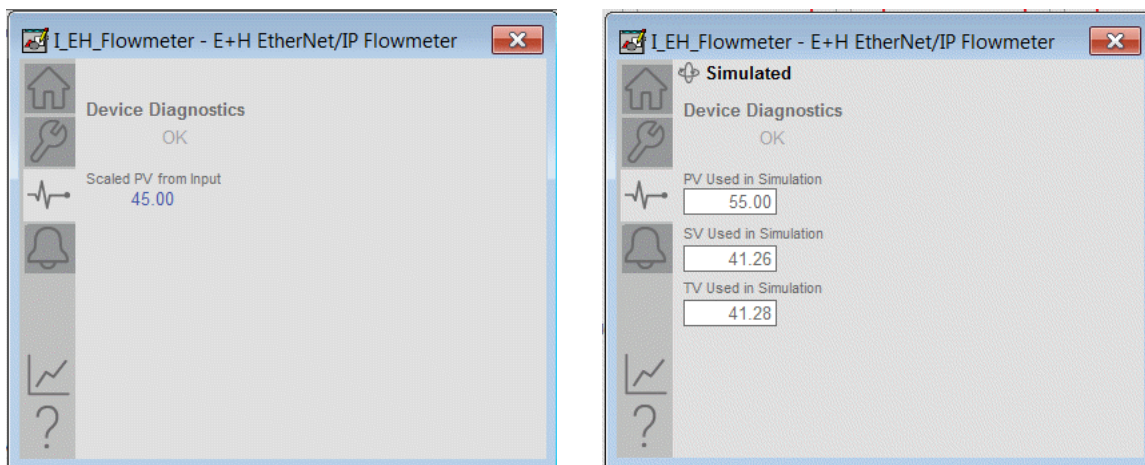 I_EH_Flowmeter - E+H EtherNet/IP Flowmeter
Device Diagnostics
OK
Scaled PV from Input
45.00
?
I_EH_Flowmeter - E+H EtherNet/IP Flowmeter
Simulated
Device Diagnostics
OK
PV Used in Simulation
55.00
SV Used in Simulation
41.26
TV Used in Simulation
41.28
?